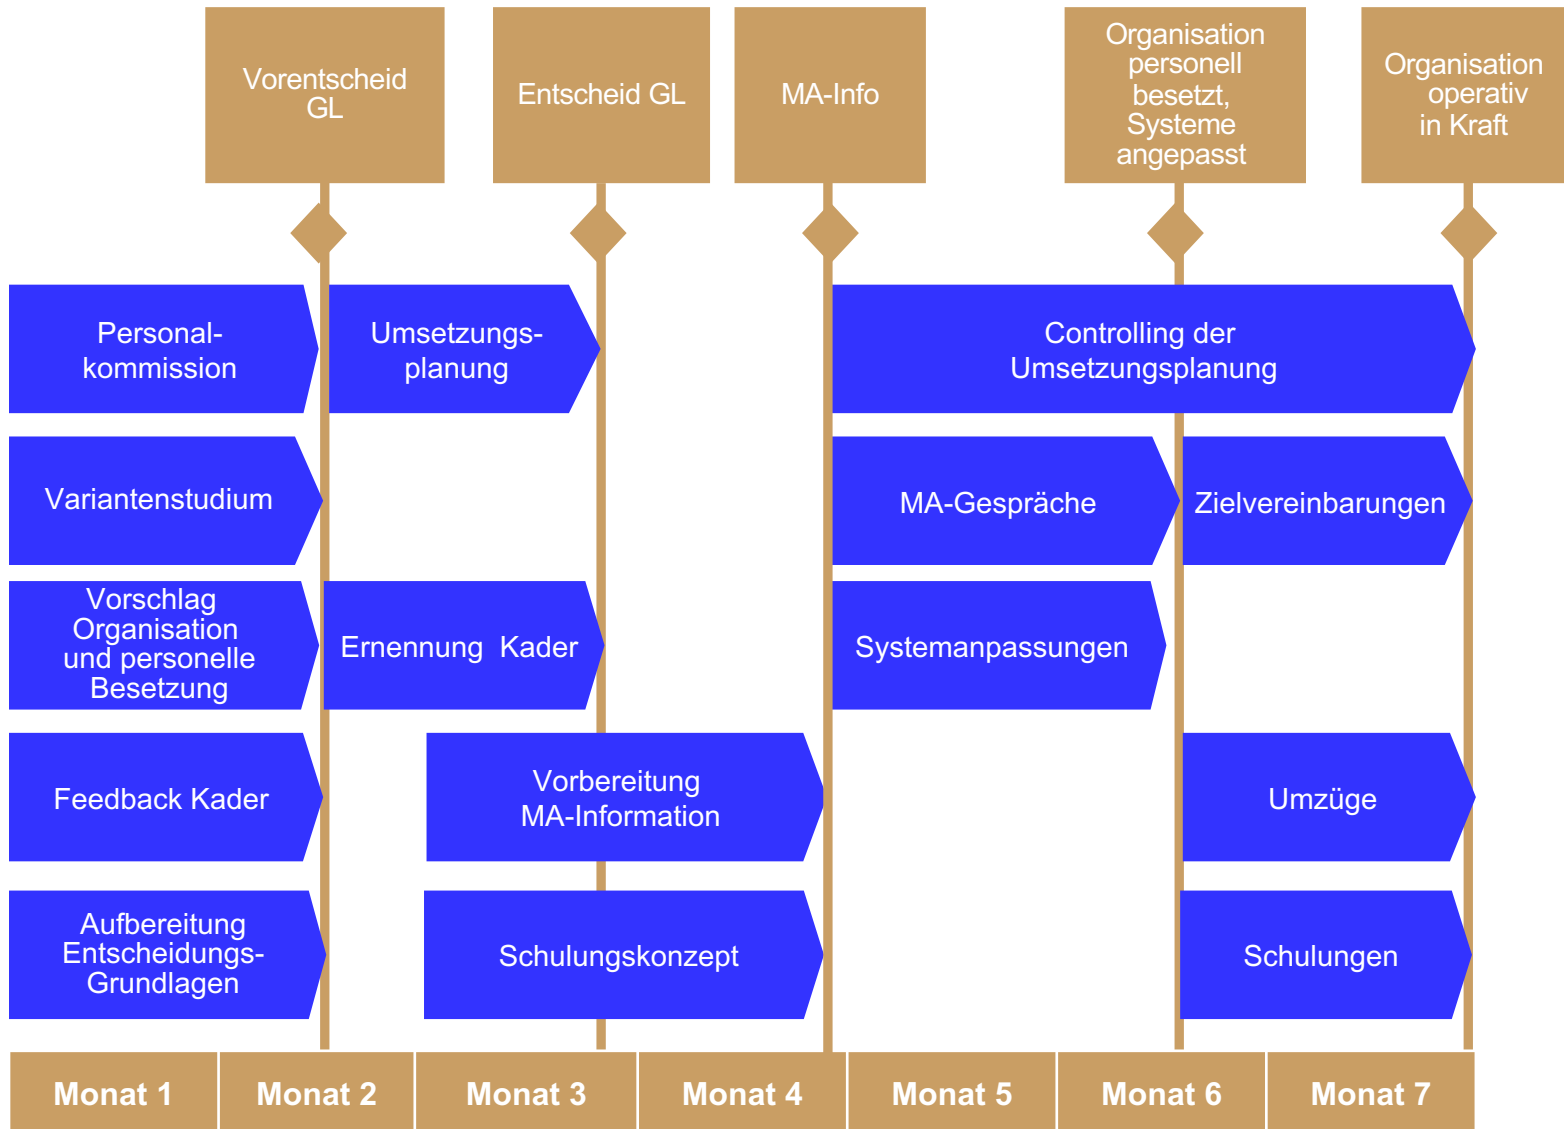 Vorentscheid
GL
Entscheid GL
MA-Info
Organisation
personell
besetzt,
Systeme
angepasst
Organisation
operativ
in Kraft
Personal-
kommission
Umsetzungs-
planung
Controlling der
Umsetzungsplanung
Variantenstudium
MA-Gespräche
Zielvereinbarungen
Vorschlag
Organisation
und personelle
Besetzung
Ernennung Kader
Systemanpassungen
Feedback Kader
Vorbereitung
MA-Information
Umzüge
Aufbereitung
Entscheidungs-
Grundlagen
Schulungskonzept
Schulungen
Monat 1
Monat 2
Monat 3
Monat 4
Monat 5
Monat 6
Monat 7